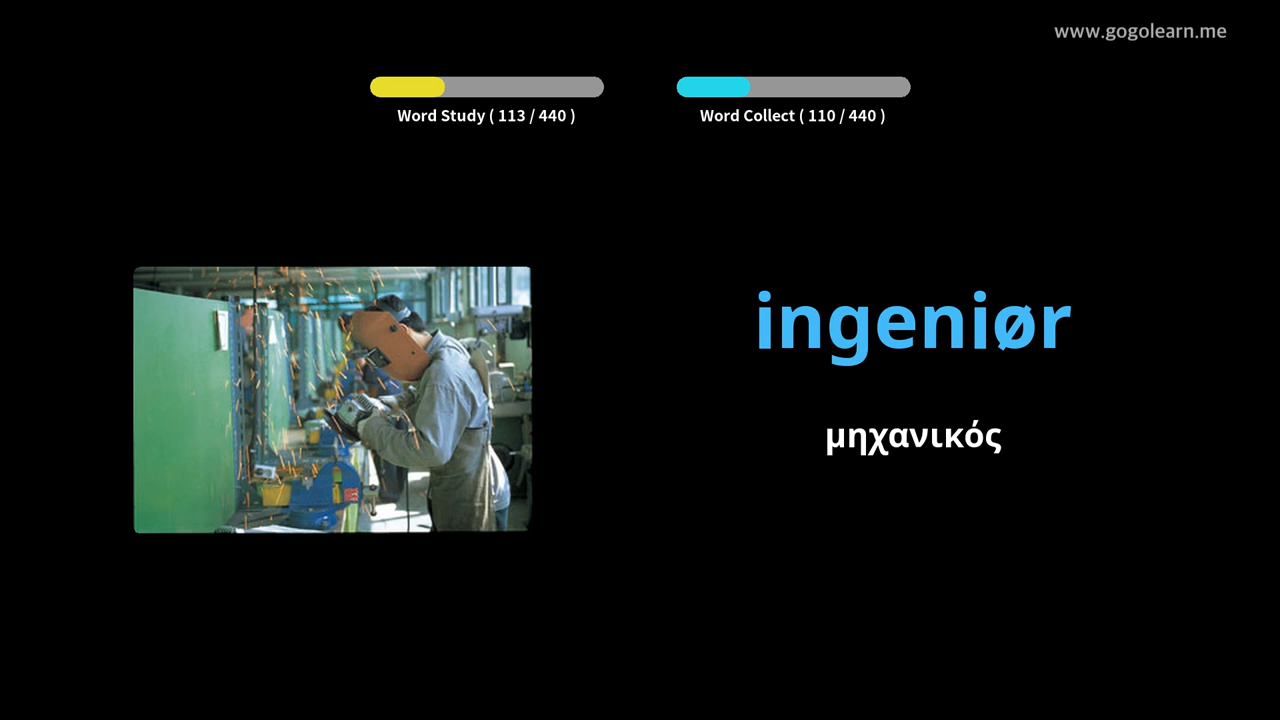 www.gogolearn.me
Word Study ( 113 / 440 )
Word Collect ( 110 / 440 )
ingeniør
μηχανικός